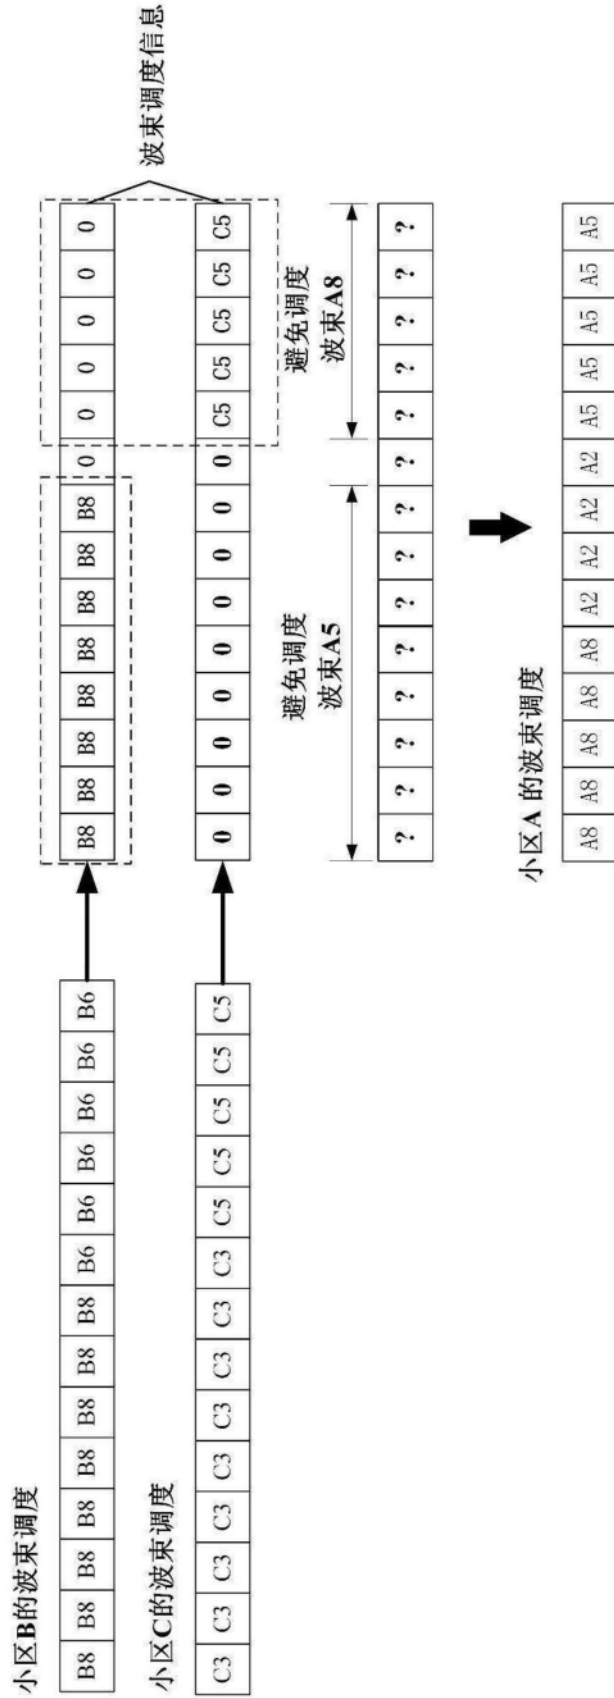 波束调度信息
小区B的波束调度
B8 B8 B8 B8 B8 B8 B8 B8 B6 B6 B6 B6 B6 B6
B8 B8 B8 B8 B8 B8 B8 B8 0 0 0 0 0 0
小区C的波束调度
C3 C3 C3 C3 C3 C3 C3 C3 C3 C5 C5 C5 C5 C5
0 0 0 0 0 0 0 0 0 C5 C5 C5 C5 C5
避免调度
波束A5
避免调度
波束A8
? ? ? ? ? ? ? ? ? ? ? ? ? ?
小区A 的波束调度
A8 A8 A8 A8 A8 A2 A2 A2 A2 A5 A5 A5 A5 A5